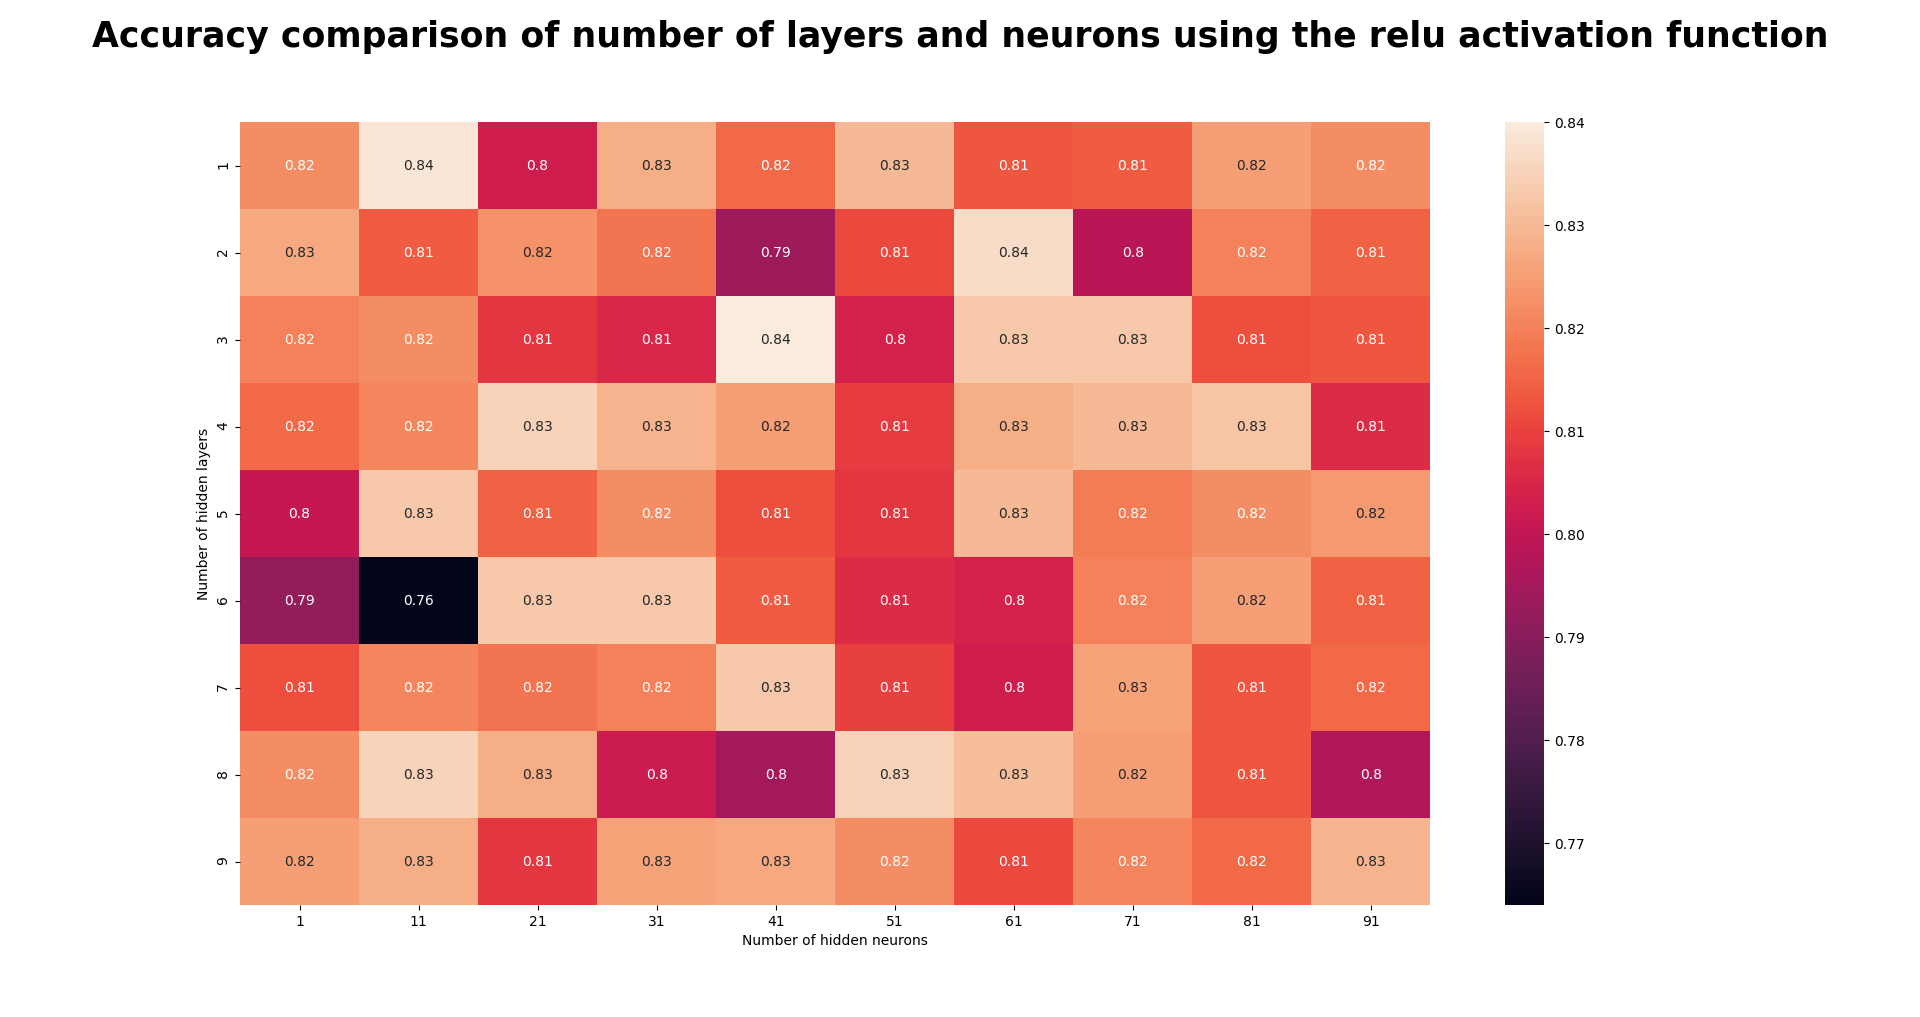 Accuracy comparison of number of layers and neurons using the relu activation function
1 0.82 0.84 0.8 0.83 0.82 0.83 0.81 0.81 0.82 0.82
2 0.83 0.81 0.82 0.82 0.79 0.81 0.84 0.8 0.82 0.81
3 0.82 0.82 0.81 0.81 0.84 0.8 0.83 0.83 0.81 0.81
4 0.82 0.82 0.83 0.83 0.82 0.81 0.83 0.83 0.83 0.81
5 0.8 0.83 0.81 0.82 0.81 0.81 0.83 0.82 0.82 0.82
6 0.79 0.76 0.83 0.83 0.81 0.81 0.8 0.82 0.82 0.81
7 0.81 0.82 0.82 0.82 0.83 0.81 0.8 0.83 0.81 0.82
8 0.82 0.83 0.83 0.8 0.8 0.83 0.83 0.82 0.81 0.8
9 0.82 0.83 0.81 0.83 0.83 0.82 0.81 0.82 0.82 0.83
1 11 21 31 41 51 61 71 81 91
Number of hidden neurons
Number of hidden layers
0.84
0.83
0.82
0.81
0.80
0.79
0.78
0.77